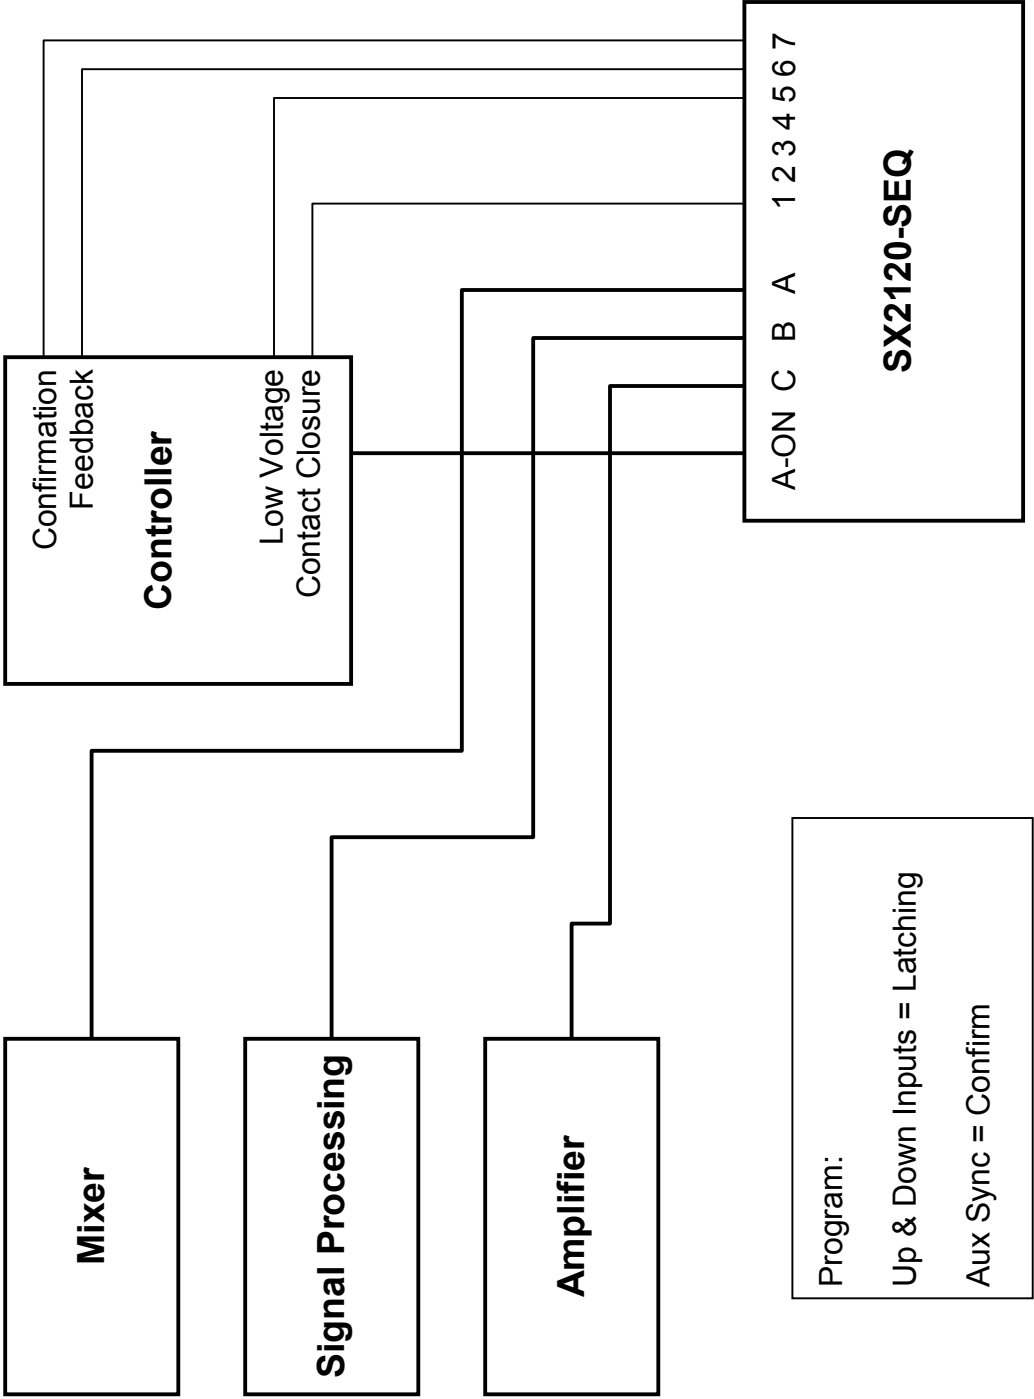 Mixer
Signal Processing
Amplifier
Confirmation
Feedback
Controller
Low Voltage
Contact Closure
A-ON C B A 1 2 3 4 5 6 7
SX2120-SEQ
Program:
Up & Down Inputs = Latching
Aux Sync = Confirm